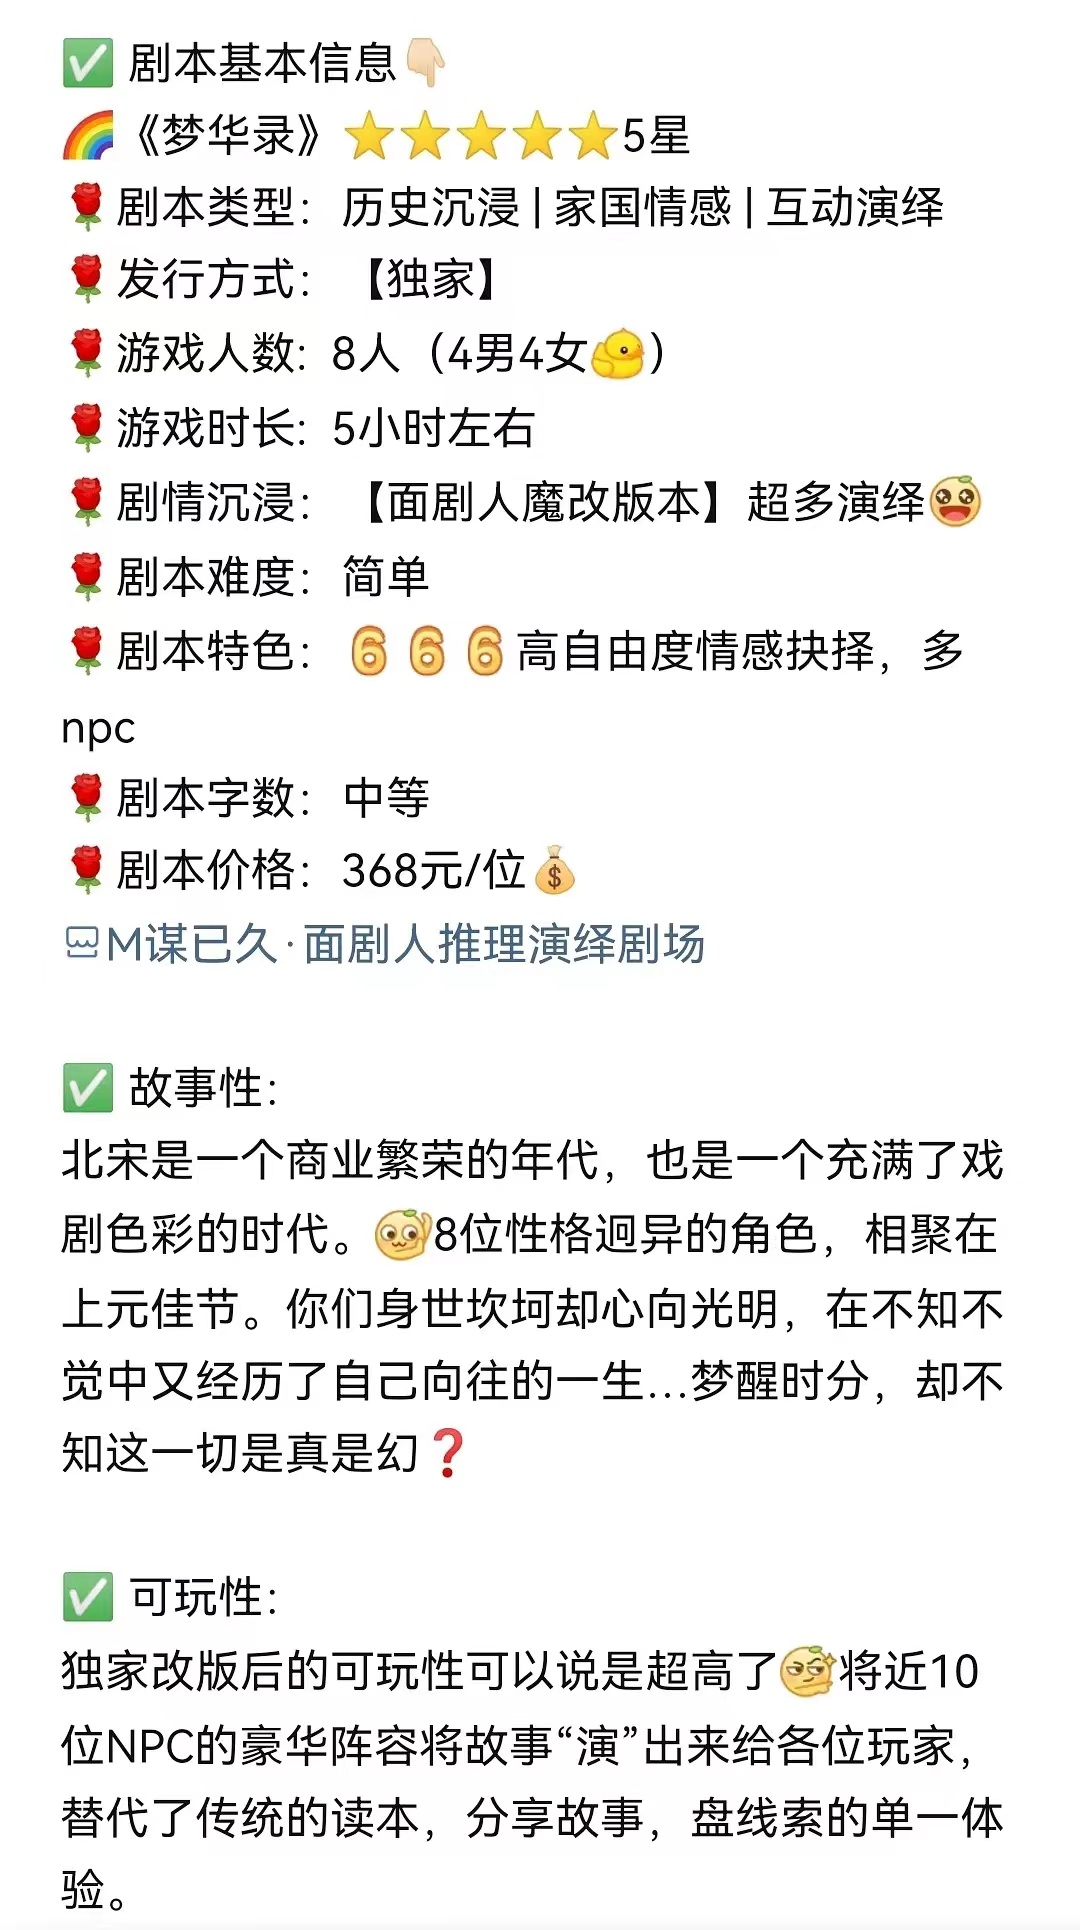 ✅ 剧本基本信息👇🏻
🌈《梦华录》⭐⭐⭐⭐⭐5星
🌹剧本类型：历史沉浸 | 家国情感 | 互动演绎
🌹发行方式：【独家】
🌹游戏人数：8人（4男4女🐤）
🌹游戏时长：5小时左右
🌹剧情沉浸：【面剧人魔改版本】超多演绎
🌹剧本难度：简单
🌹剧本特色：666高自由度情感抉择，多
npc
🌹剧本字数：中等
🌹剧本价格：368元/位💰
M谋已久·面剧人推理演绎剧场
✅ 故事性：
北宋是一个商业繁荣的年代，也是一个充满了戏
剧色彩的时代。8位性格迥异的角色，相聚在
上元佳节。你们身世坎坷却心向光明，在不知不
觉中又经历了自己向往的一生...梦醒时分，却不
知这一切是真是幻❓
✅ 可玩性：
独家改版后的可玩性可以说是超高了将近10
位NPC的豪华阵容将故事“演”出来给各位玩家，
替代了传统的读本，分享故事，盘线索的单一体
验。